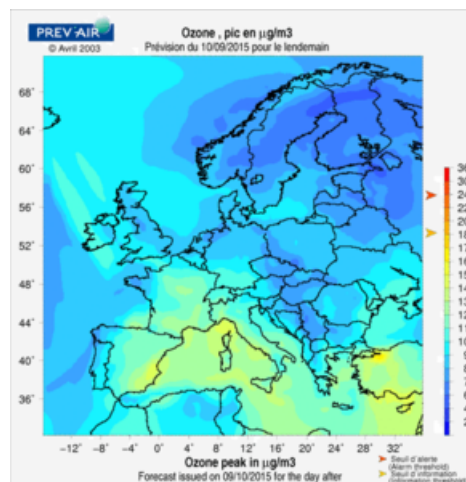 PREV'AIR
© Avril 2003
Ozone , pic en µg/m3
Prévision du 10/09/2015 pour le lendemain
68°
64°
60°
56°
52°
48°
44°
40°
36°
−12° −8° −4° 0° 4° 8° 12° 16° 20° 24° 28° 32°
Ozone peak in µg/m3
Forecast issued on 09/10/2015 for the day after
Seuil d'alerte
(Alarm threshold)
Seuil d'information
(Information threshold)